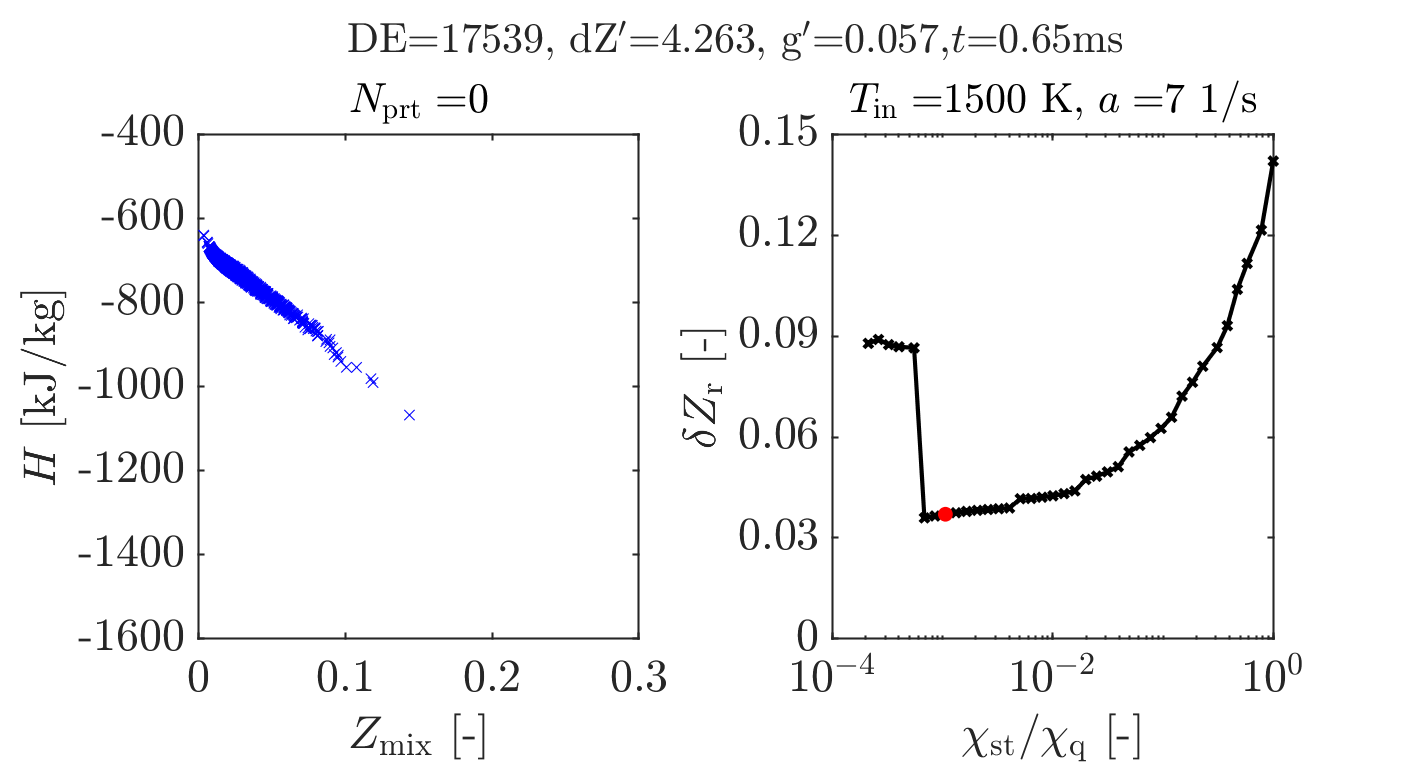 DE=17539, dZ′=4.263, g′=0.057,t=0.65ms
N_prt =0
-400
-600
-800
-1000
-1200
-1400
-1600
0 0.1 0.2 0.3
H [kJ/kg]
Z_mix [-]
T_in =1500 K, a =7 1/s
0.15
0.12
0.09
0.06
0.03
0
10^−4 10^−2 10^0
δZ_r [-]
χ_st/χ_q [-]